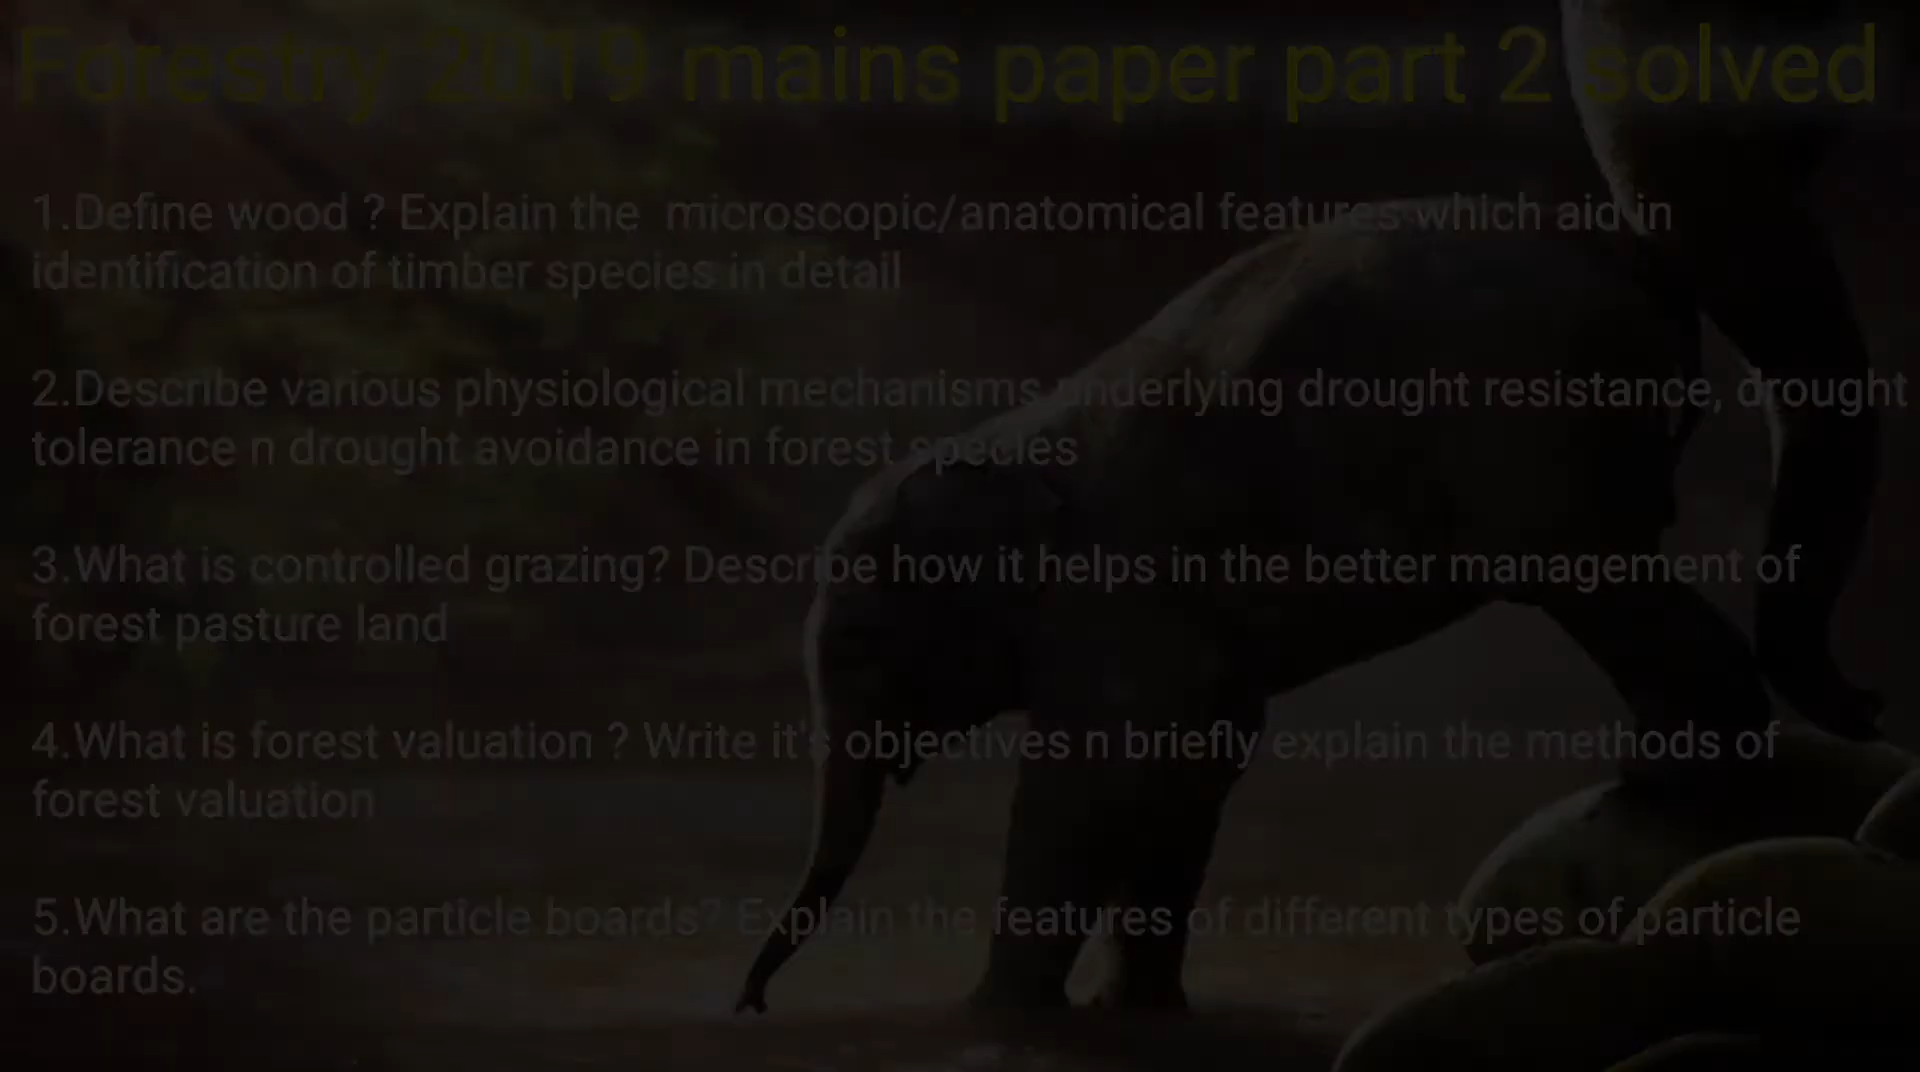 Forestry 2019 mains paper part 2 solved
1.Define wood ? Explain the  microscopic/anatomical features which aid in
identification of timber species in detail
2.Describe various physiological mechanisms underlying drought resistance, drought
tolerance n drought avoidance in forest species
3.What is controlled grazing? Describe how it helps in the better management of
forest pasture land
4.What is forest valuation ? Write it's objectives n briefly explain the methods of
forest valuation
5.What are the particle boards? Explain the features of different types of particle
boards.